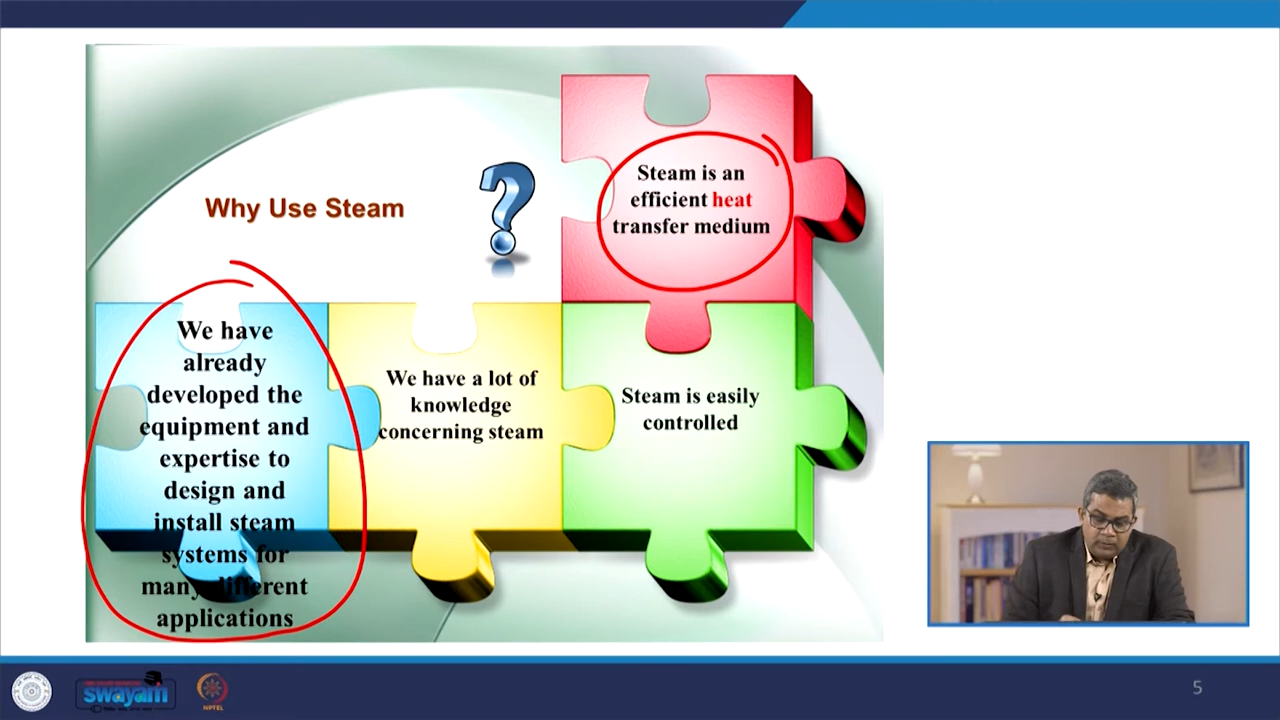 Why Use Steam
Steam is an
efficient heat
transfer medium
We have
already
developed the
equipment and
expertise to
design and
install steam
systems for
many different
applications
We have a lot of
knowledge
concerning steam
Steam is easily
controlled
swayam
NPTEL
5